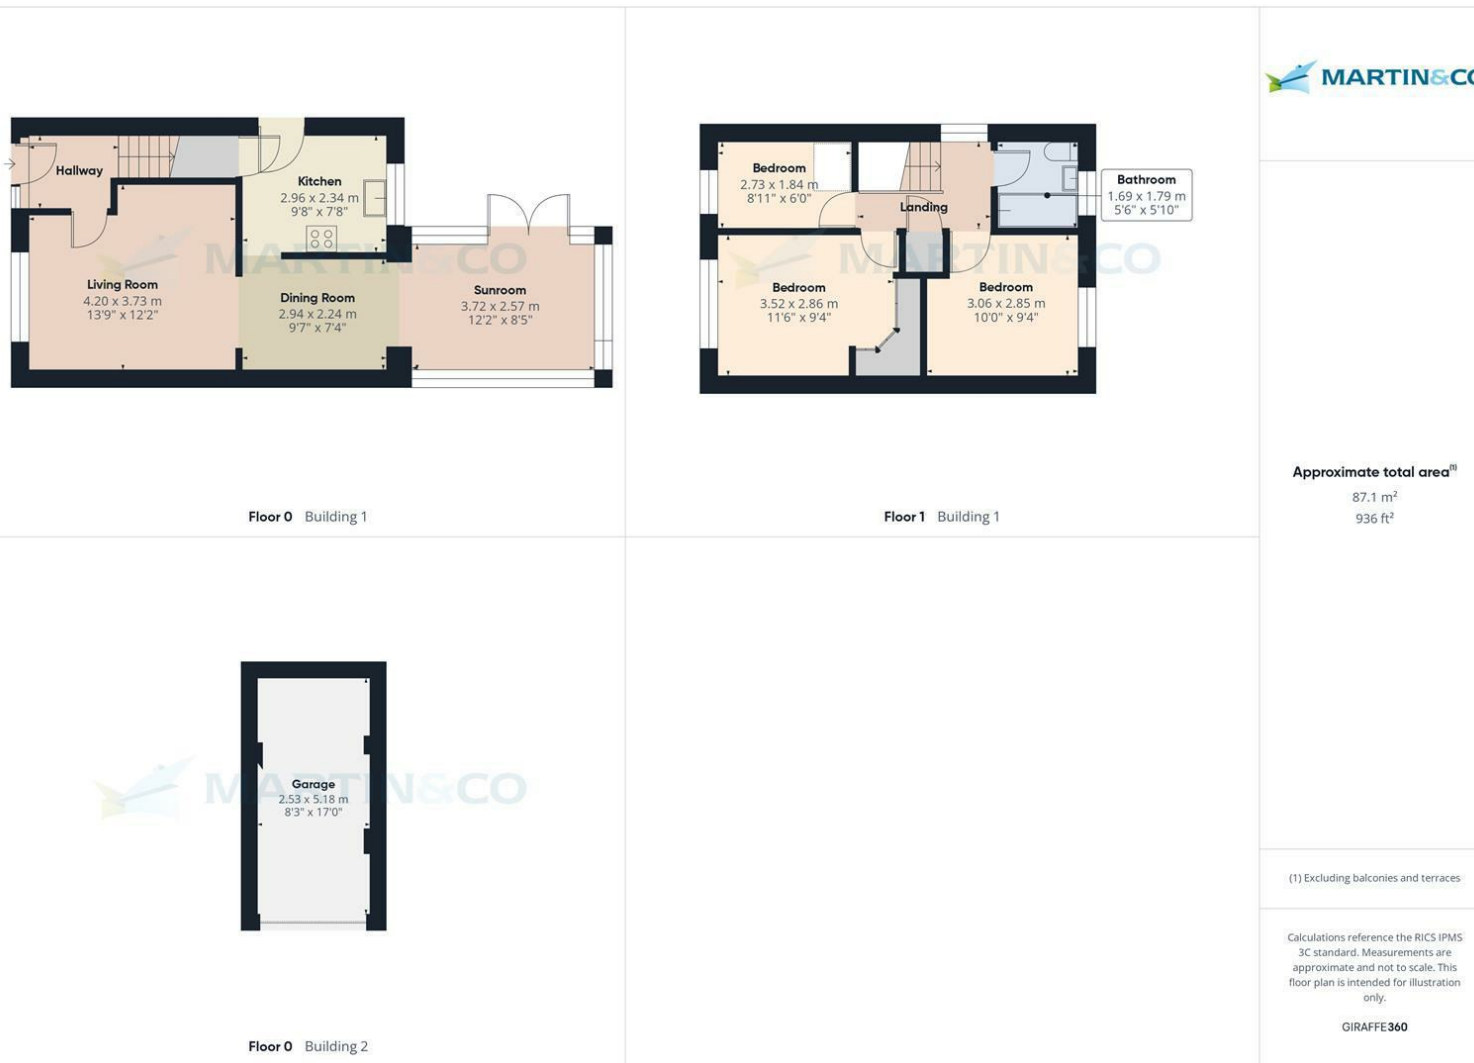 Hallway
Kitchen
2.96 x 2.34 m
9'8" x 7'8"
Living Room
4.20 x 3.73 m
13'9" x 12'2"
Dining Room
2.94 x 2.24 m
9'7" x 7'4"
Sunroom
3.72 x 2.57 m
12'2" x 8'5"
MARTIN&CO
Floor 0 Building 1
Bedroom
2.73 x 1.84 m
8'11" x 6'0"
Landing
Bathroom
1.69 x 1.79 m
5'6" x 5'10"
Bedroom
3.52 x 2.86 m
11'6" x 9'4"
Bedroom
3.06 x 2.85 m
10'0" x 9'4"
MARTIN&CO
Floor 1 Building 1
Garage
2.53 x 5.18 m
8'3" x 17'0"
MARTIN&CO
Floor 0 Building 2
MARTIN&CO
Approximate total area⁽¹⁾
87.1 m²
936 ft²
(1) Excluding balconies and terraces
Calculations reference the RICS IPMS
3C standard. Measurements are
approximate and not to scale. This
floor plan is intended for illustration
only.
GIRAFFE360